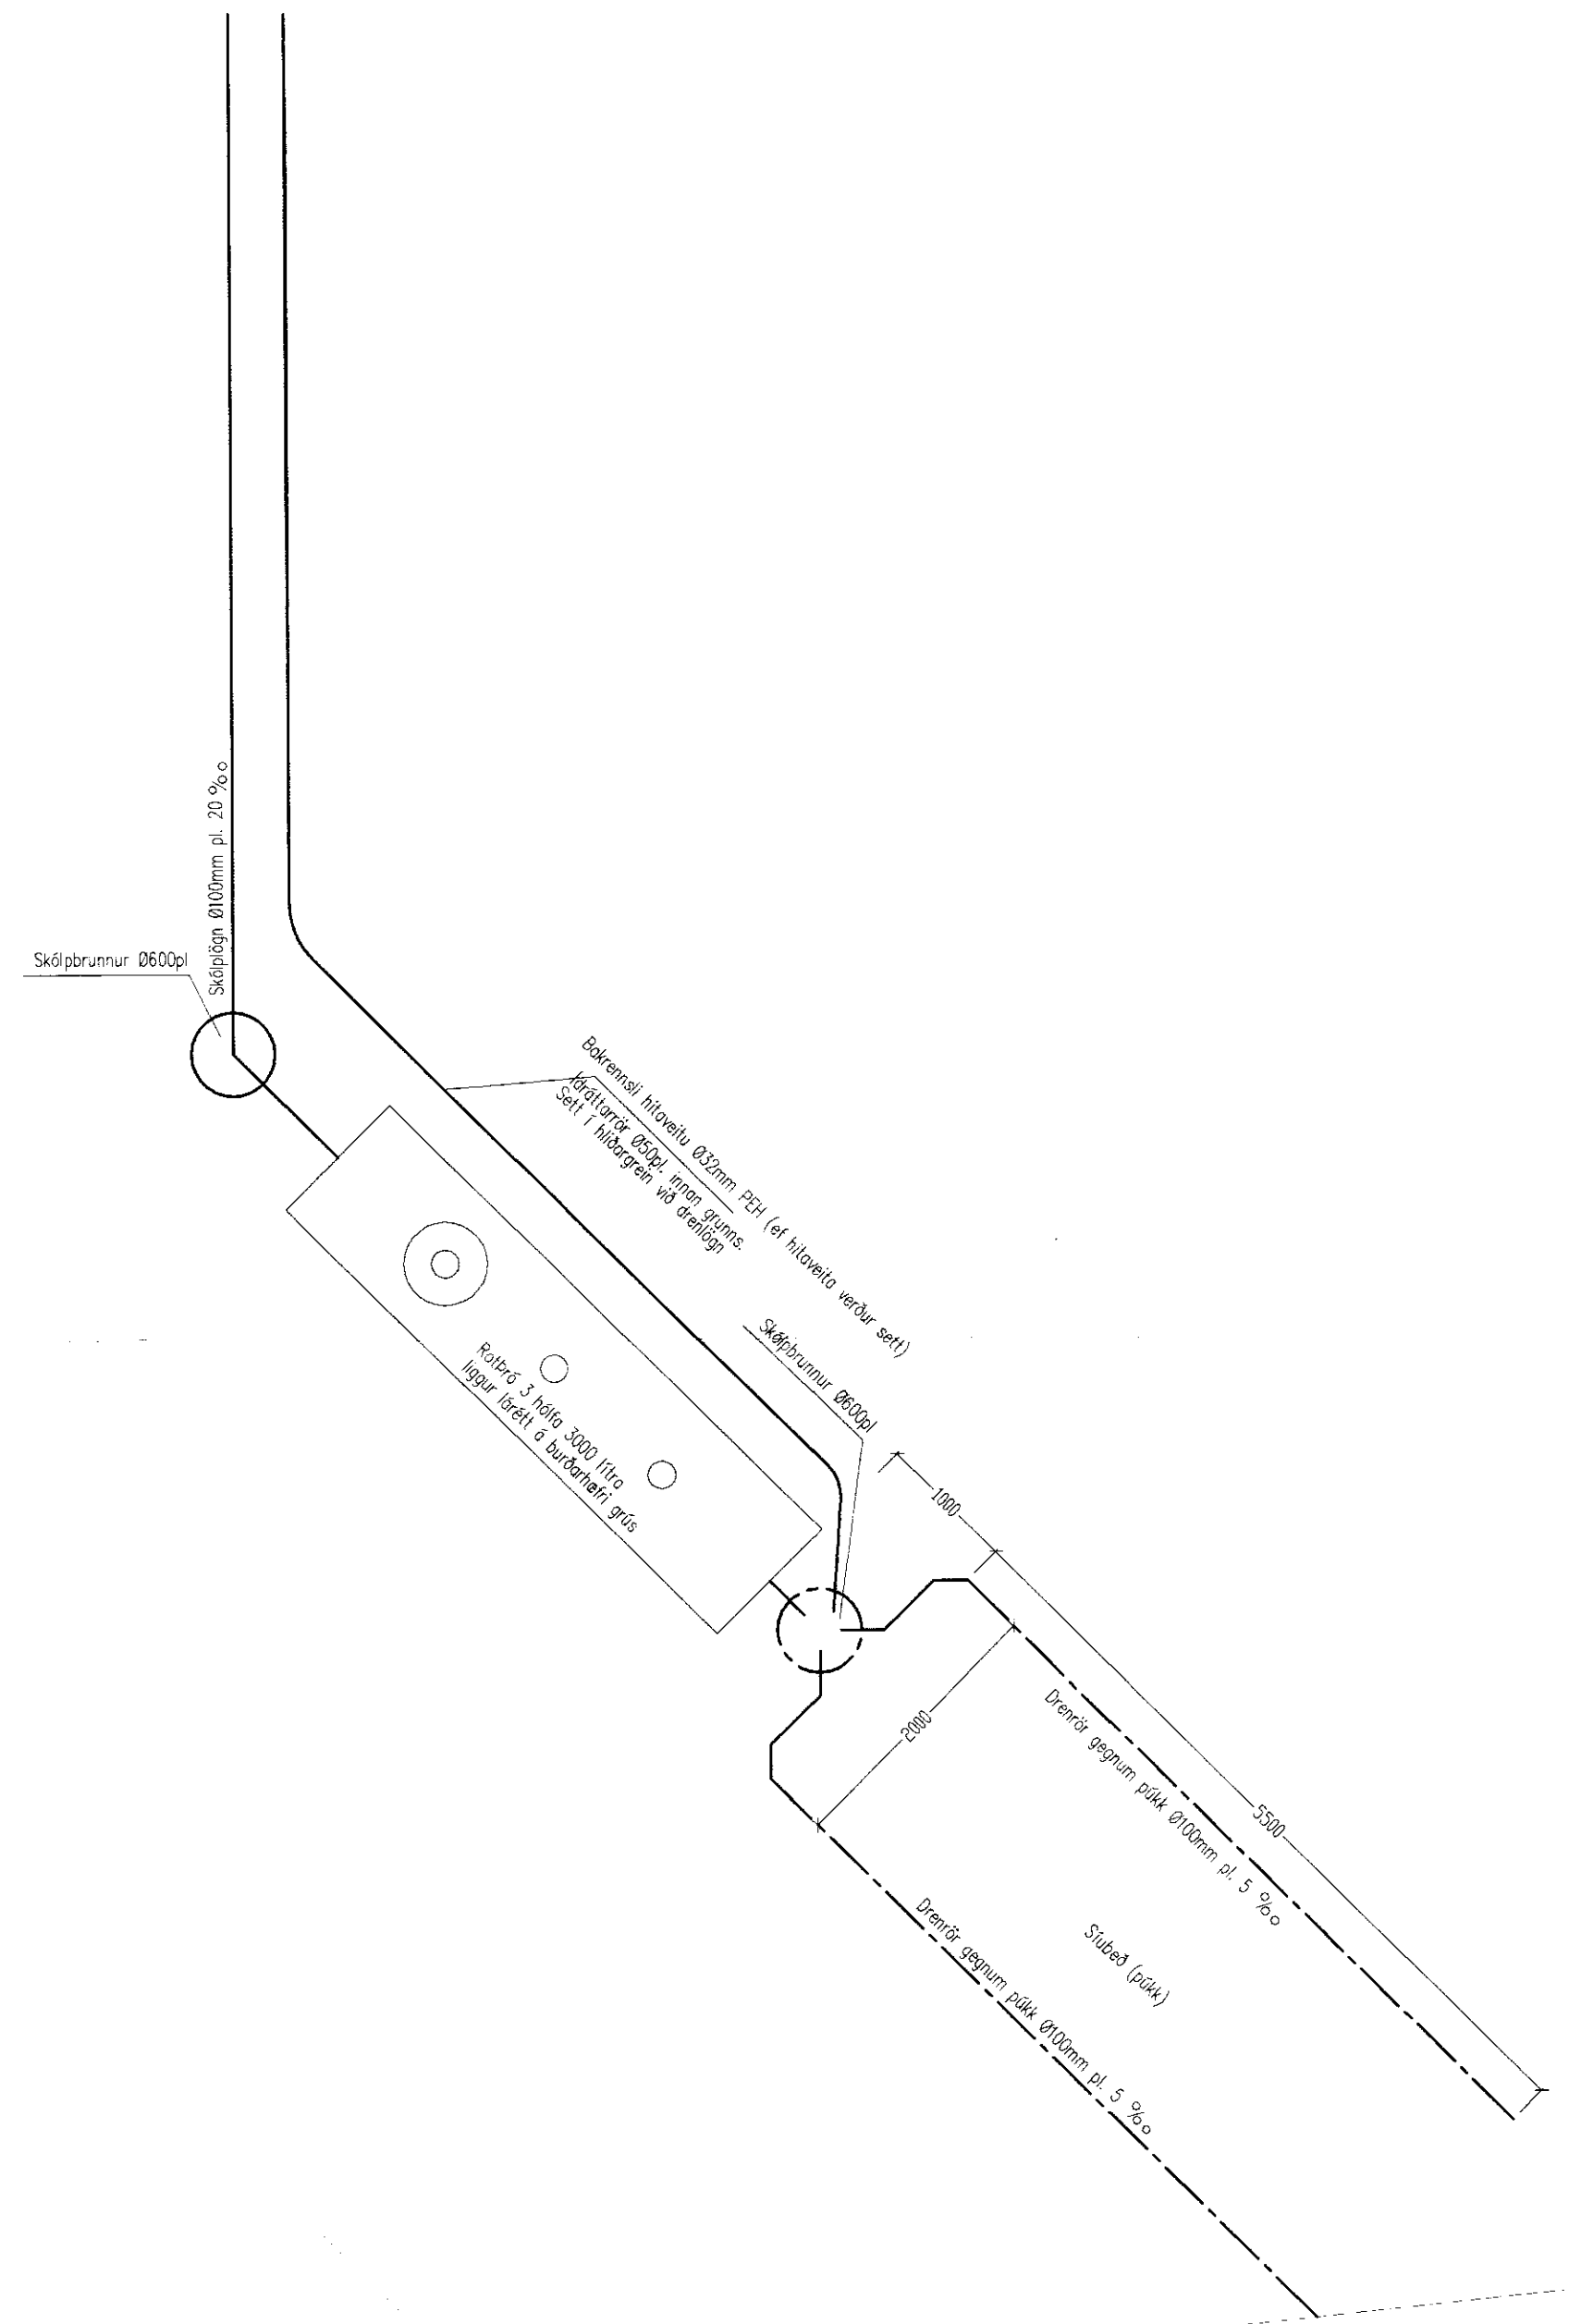 Skólplögn Ø100mm pl. 20 ‰
Skólpbrunnur Ø600pl
Bakrennsli hitaveitu Ø32mm PEH (ef hitaveita verður sett)
Ídráttarrör Ø50pl. innan grunns.
Sett í hliðargrein við drenlögn
Skólpbrunnur Ø600pl
Rotþró 3 hólfa 3000 lítra
liggur lárétt á burðarhæfri grús
1000
2000
5500
Drenrör gegnum púkk Ø100mm pl. 5 ‰
Síubeð (púkk)
Drenrör gegnum púkk Ø100mm pl. 5 ‰